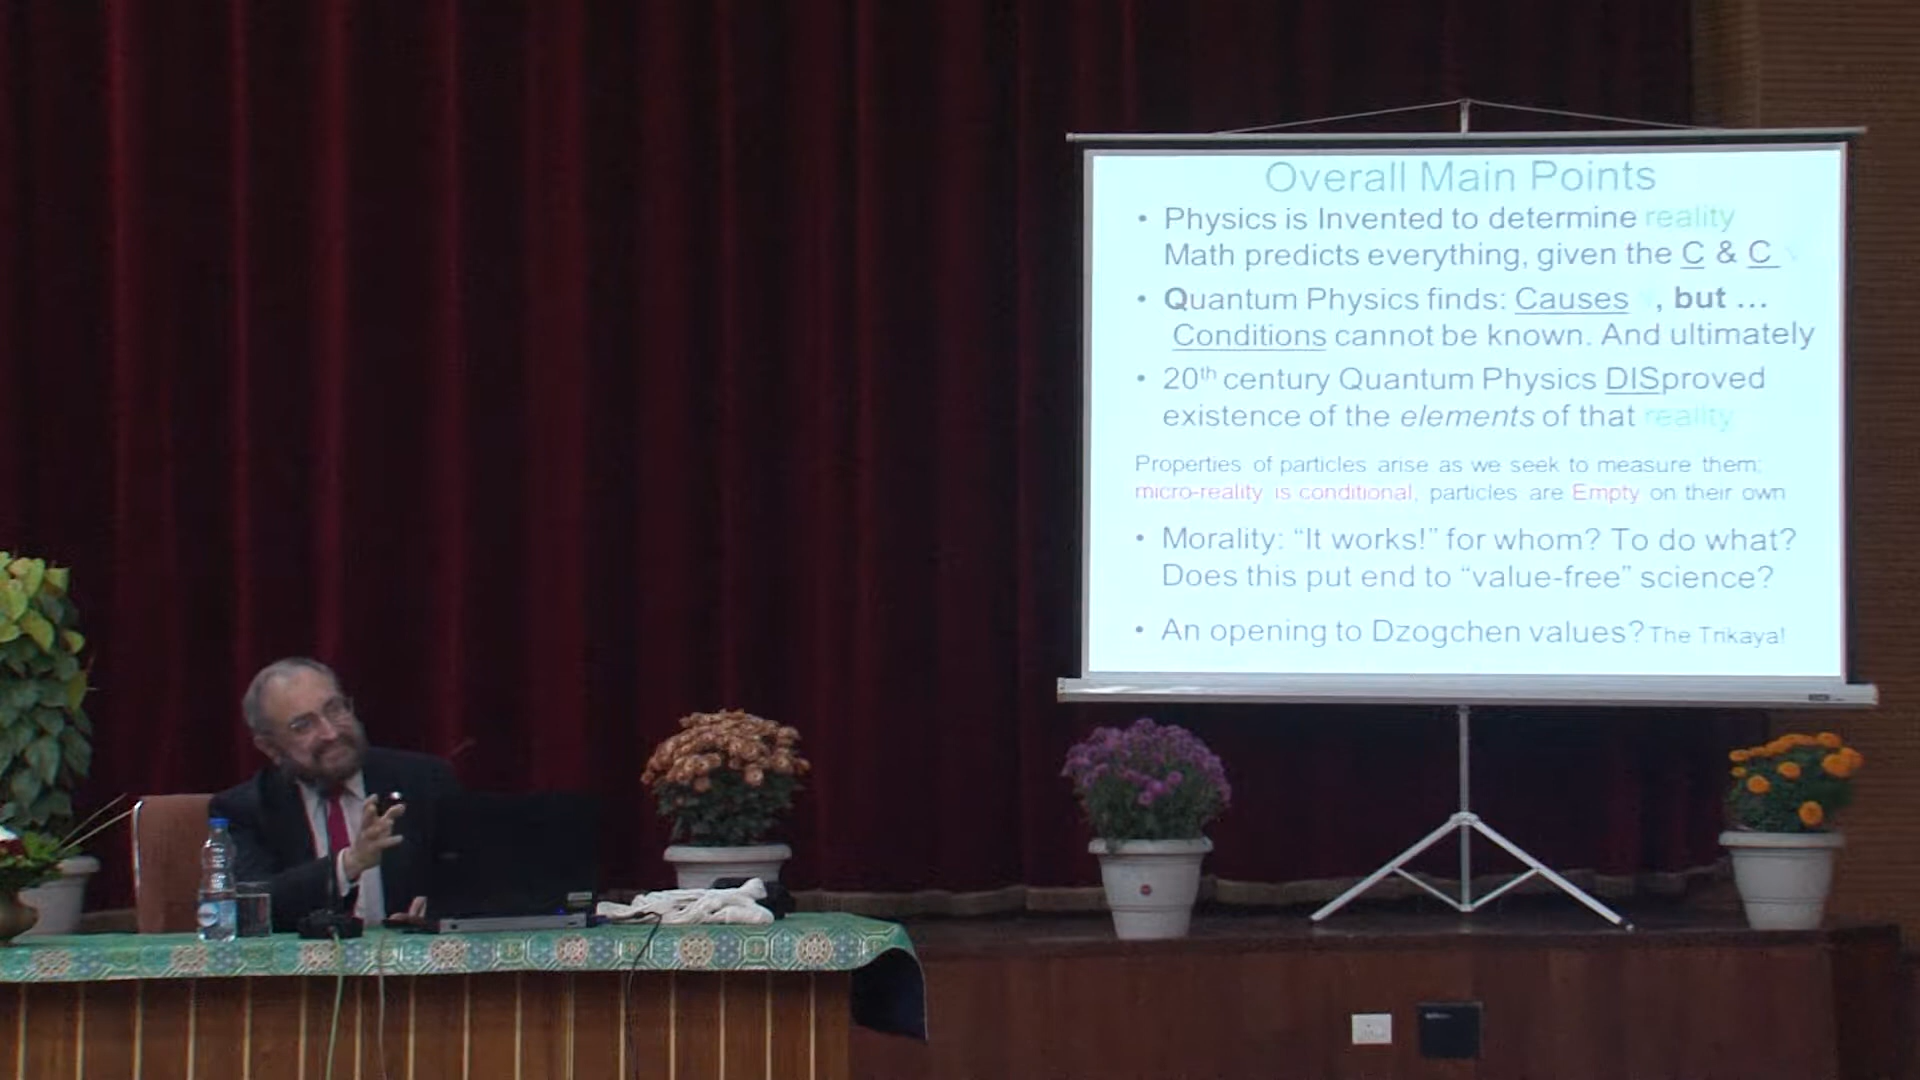 Overall Main Points
• Physics is Invented to determine reality
Math predicts everything, given the C & C
• Quantum Physics finds: Causes , but ...
Conditions cannot be known. And ultimately
• 20th century Quantum Physics DISproved
existence of the elements of that reality
Properties of particles arise as we seek to measure them:
micro-reality is conditional, particles are Empty on their own
• Morality: “It works!” for whom? To do what?
Does this put end to “value-free” science?
• An opening to Dzogchen values? The Trikaya!